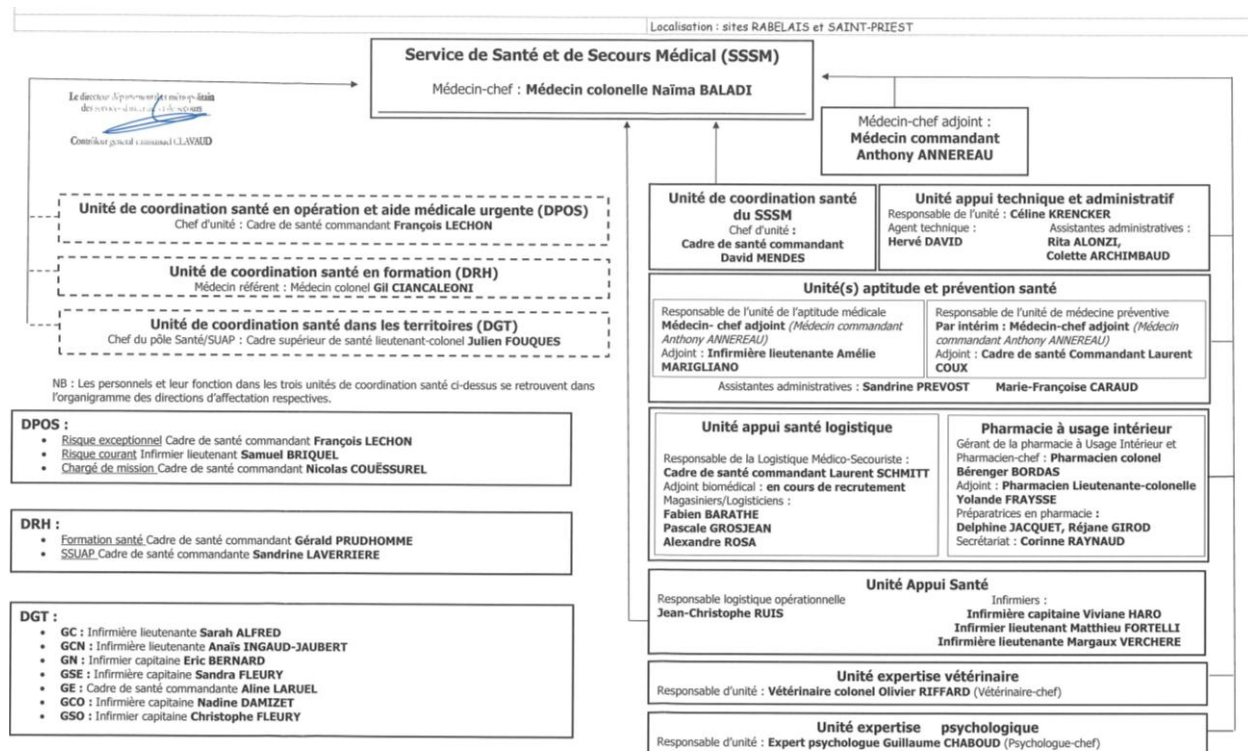 Localisation : sites RABELAIS et SAINT-PRIEST
Service de Santé et de Secours Médical (SSSM)
Médecin-chef : Médecin colonelle Naïma BALADI
Le directeur départemental et métropolitain
des services d'incendie et de secours
Contrôleur général CLAVAUD
Médecin-chef adjoint :
Médecin commandant
Anthony ANNEREAU
Unité de coordination santé en opération et aide médicale urgente (DPOS)
Chef d'unité : Cadre de santé commandant François LECHON
Unité de coordination santé en formation (DRH)
Médecin référent : Médecin colonel Gil CIANCALEONI
Unité de coordination santé dans les territoires (DGT)
Chef du pôle Santé/SUAP : Cadre supérieur de santé lieutenant-colonel Julien FOUQUES
NB : Les personnels et leur fonction dans les trois unités de coordination santé ci-dessus se retrouvent dans
l'organigramme des directions d'affectation respectives.
DPOS :
• Risque exceptionnel Cadre de santé commandant François LECHON
• Risque courant Infirmier lieutenant Samuel BRIQUEL
• Chargé de mission Cadre de santé commandant Nicolas COUËSSUREL
DRH :
• Formation santé Cadre de santé commandant Gérald PRUDHOMME
• SSUAP Cadre de santé commandante Sandrine LAVERRIERE
DGT :
• GC : Infirmière lieutenante Sarah ALFRED
• GCN : Infirmière lieutenante Anaïs INGAUD-JAUBERT
• GN : Infirmier capitaine Eric BERNARD
• GSE : Infirmière capitaine Sandra FLEURY
• GE : Cadre de santé commandante Aline LARUEL
• GCO : Infirmière capitaine Nadine DAMIZET
• GSO : Infirmier capitaine Christophe FLEURY
Unité de coordination santé
du SSSM
Chef d'unité :
Cadre de santé commandant
David MENDES
Unité appui technique et administratif
Responsable de l'unité : Céline KRENCKER
Agent technique :
Hervé DAVID
Assistantes administratives :
Rita ALONZI,
Colette ARCHIMBAUD
Unité(s) aptitude et prévention santé
Responsable de l'unité de l'aptitude médicale
Médecin- chef adjoint (Médecin commandant
Anthony ANNEREAU)
Adjoint : Infirmière lieutenante Amélie
MARIGLIANO
Responsable de l'unité de médecine préventive
Par intérim : Médecin-chef adjoint (Médecin
commandant Anthony ANNEREAU)
Adjoint : Cadre de santé Commandant Laurent
COUX
Assistantes administratives : Sandrine PREVOST Marie-Françoise CARAUD
Unité appui santé logistique
Responsable de la Logistique Médico-Secouriste :
Cadre de santé commandant Laurent SCHMITT
Adjoint biomédical : en cours de recrutement
Magasiniers/Logisticiens :
Fabien BARATHE
Pascale GROSJEAN
Alexandre ROSA
Pharmacie à usage intérieur
Gérant de la pharmacie à Usage Intérieur et
Pharmacien-chef : Pharmacien colonel
Bérenger BORDAS
Adjoint : Pharmacien Lieutenante-colonelle
Yolande FRAYSSE
Préparatrices en pharmacie :
Delphine JACQUET, Réjane GIROD
Secrétariat : Corinne RAYNAUD
Unité Appui Santé
Responsable logistique opérationnelle
Jean-Christophe RUIS
Infirmiers :
Infirmière capitaine Viviane HARO
Infirmier lieutenant Matthieu FORTELLI
Infirmière lieutenante Margaux VERCHERE
Unité expertise vétérinaire
Responsable d'unité : Vétérinaire colonel Olivier RIFFARD (Vétérinaire-chef)
Unité expertise psychologique
Responsable d'unité : Expert psychologue Guillaume CHABOUD (Psychologue-chef)